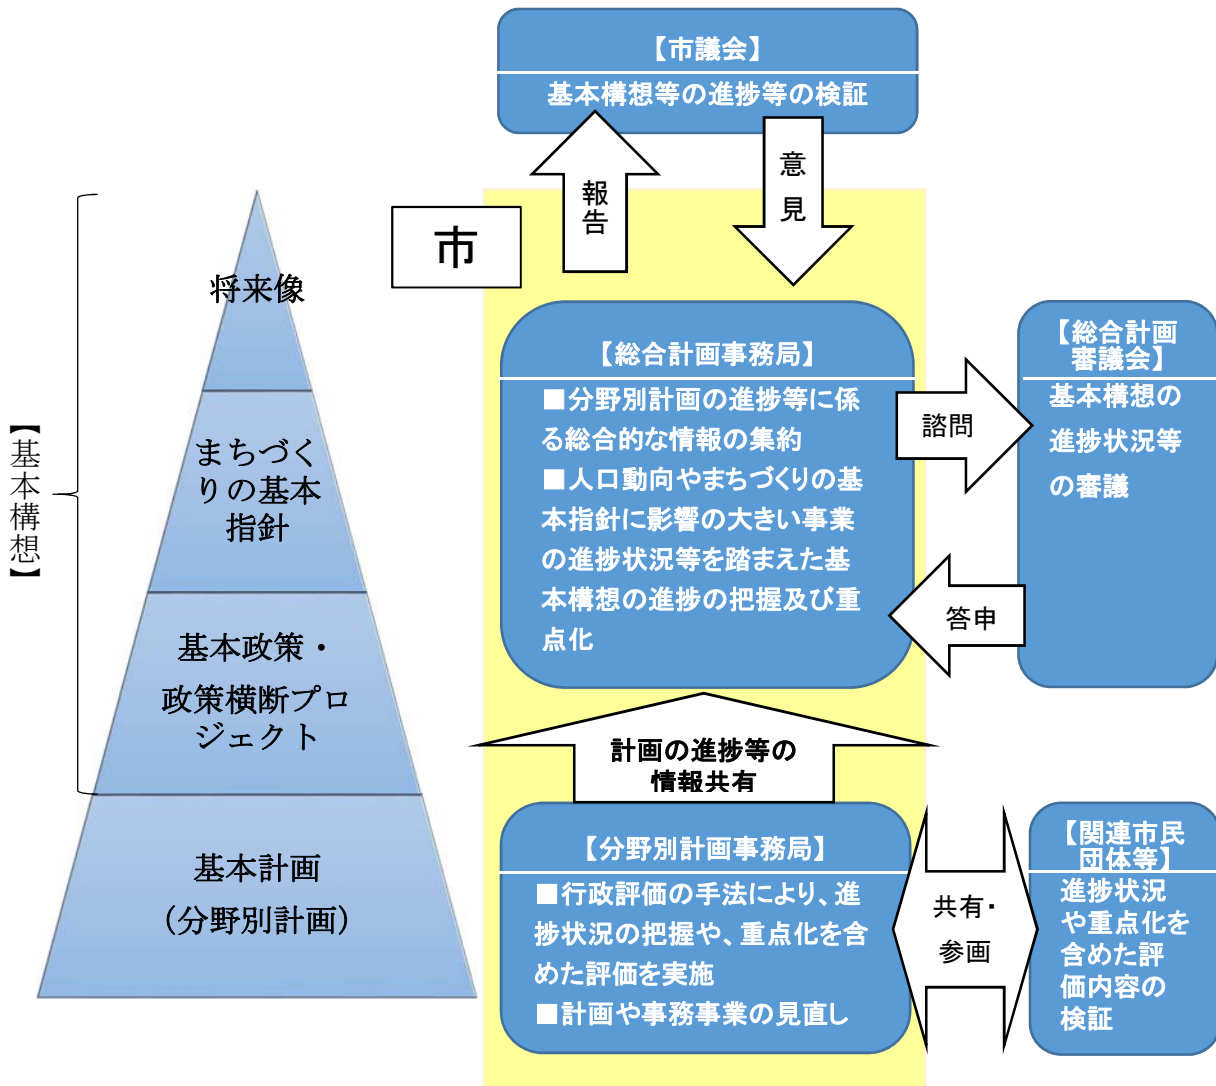 【市議会】
基本構想等の進捗等の検証
報告
意見
市
【基本構想】
将来像
まちづく
りの基本
指針
基本政策・
政策横断プロ
ジェクト
基本計画
(分野別計画)
【総合計画事務局】
■分野別計画の進捗等に係
る総合的な情報の集約
■人口動向やまちづくりの基
本指針に影響の大きい事業
の進捗状況等を踏まえた基
本構想の進捗の把握及び重
点化
諮問
答申
【総合計画
審議会】
基本構想の
進捗状況等
の審議
計画の進捗等の
情報共有
【分野別計画事務局】
■行政評価の手法により、進
捗状況の把握や、重点化を含
めた評価を実施
■計画や事務事業の見直し
共有・
参画
【関連市民
団体等】
進捗状況
や重点化を
含めた評
価内容の
検証